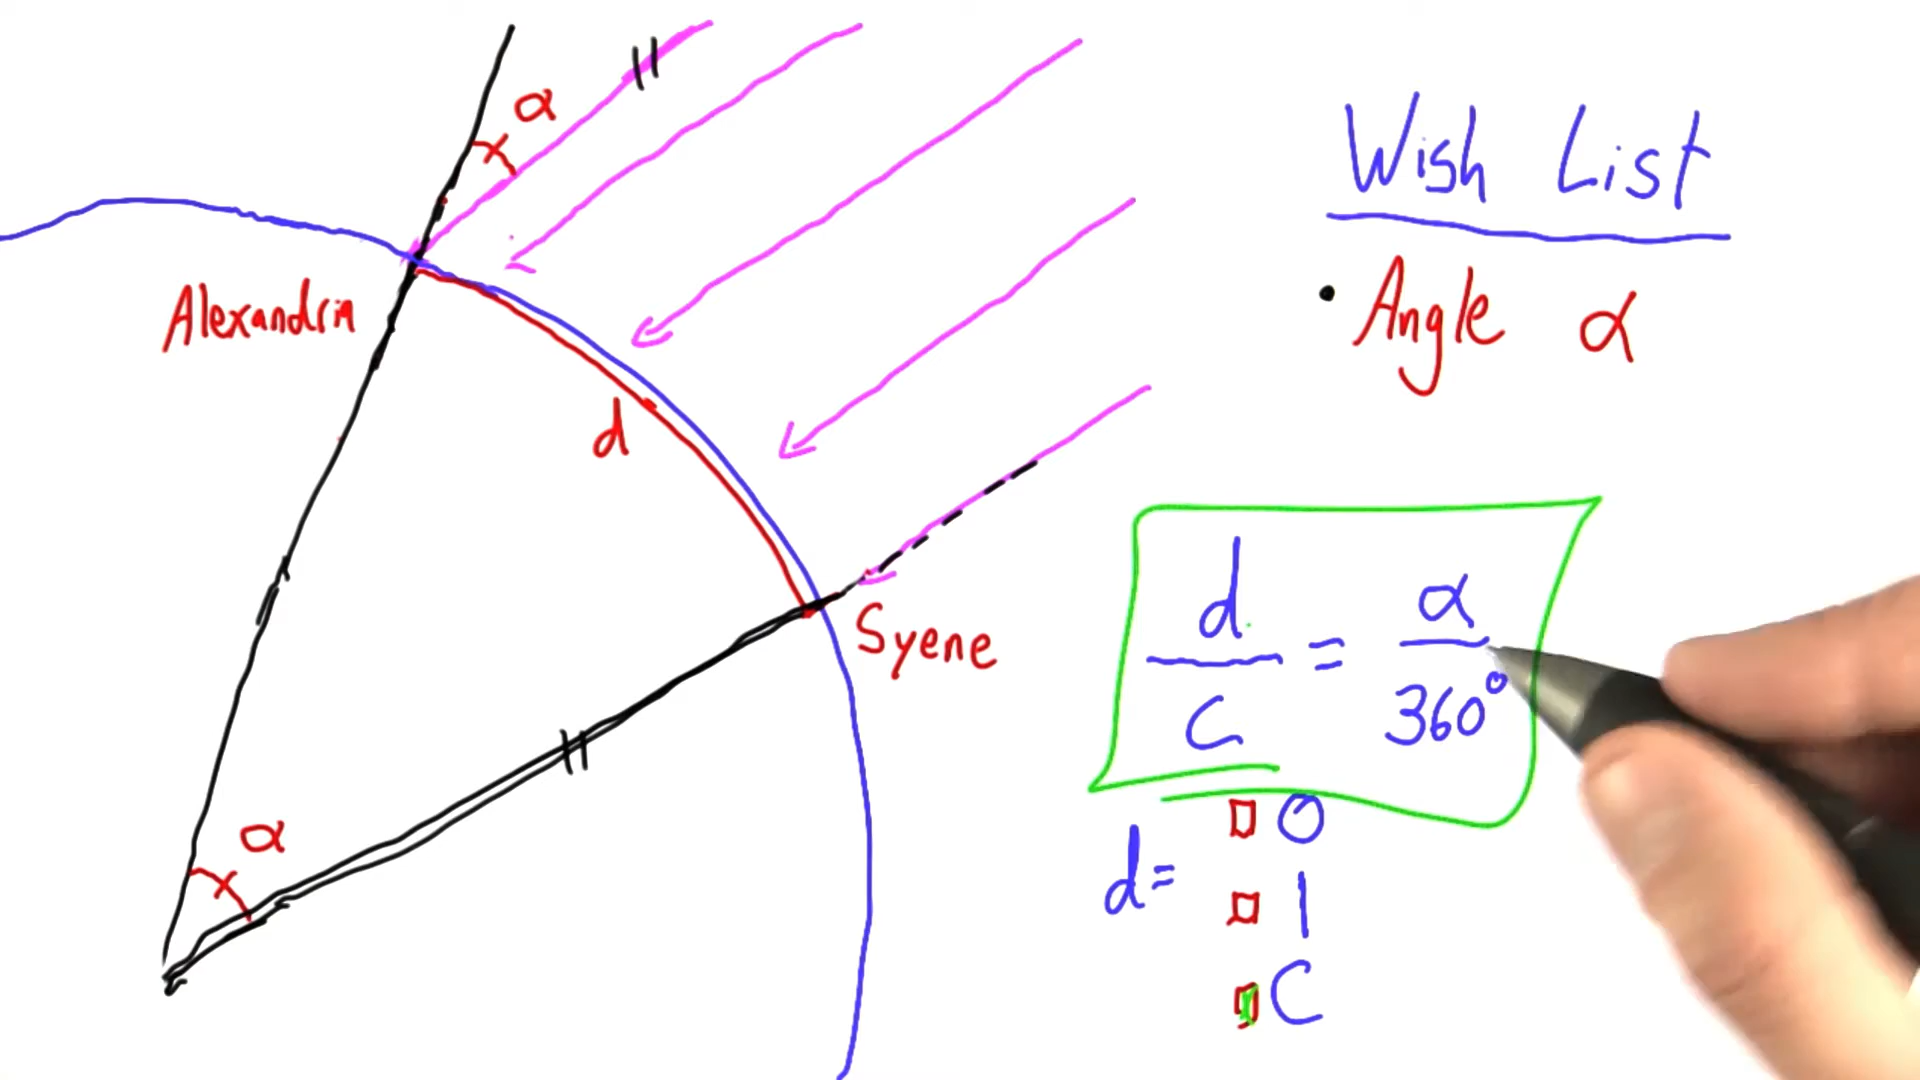 α
Alexandria
d
Syene
α
Wish List
• Angle α
d/C = α/360°
d=
0
1
C